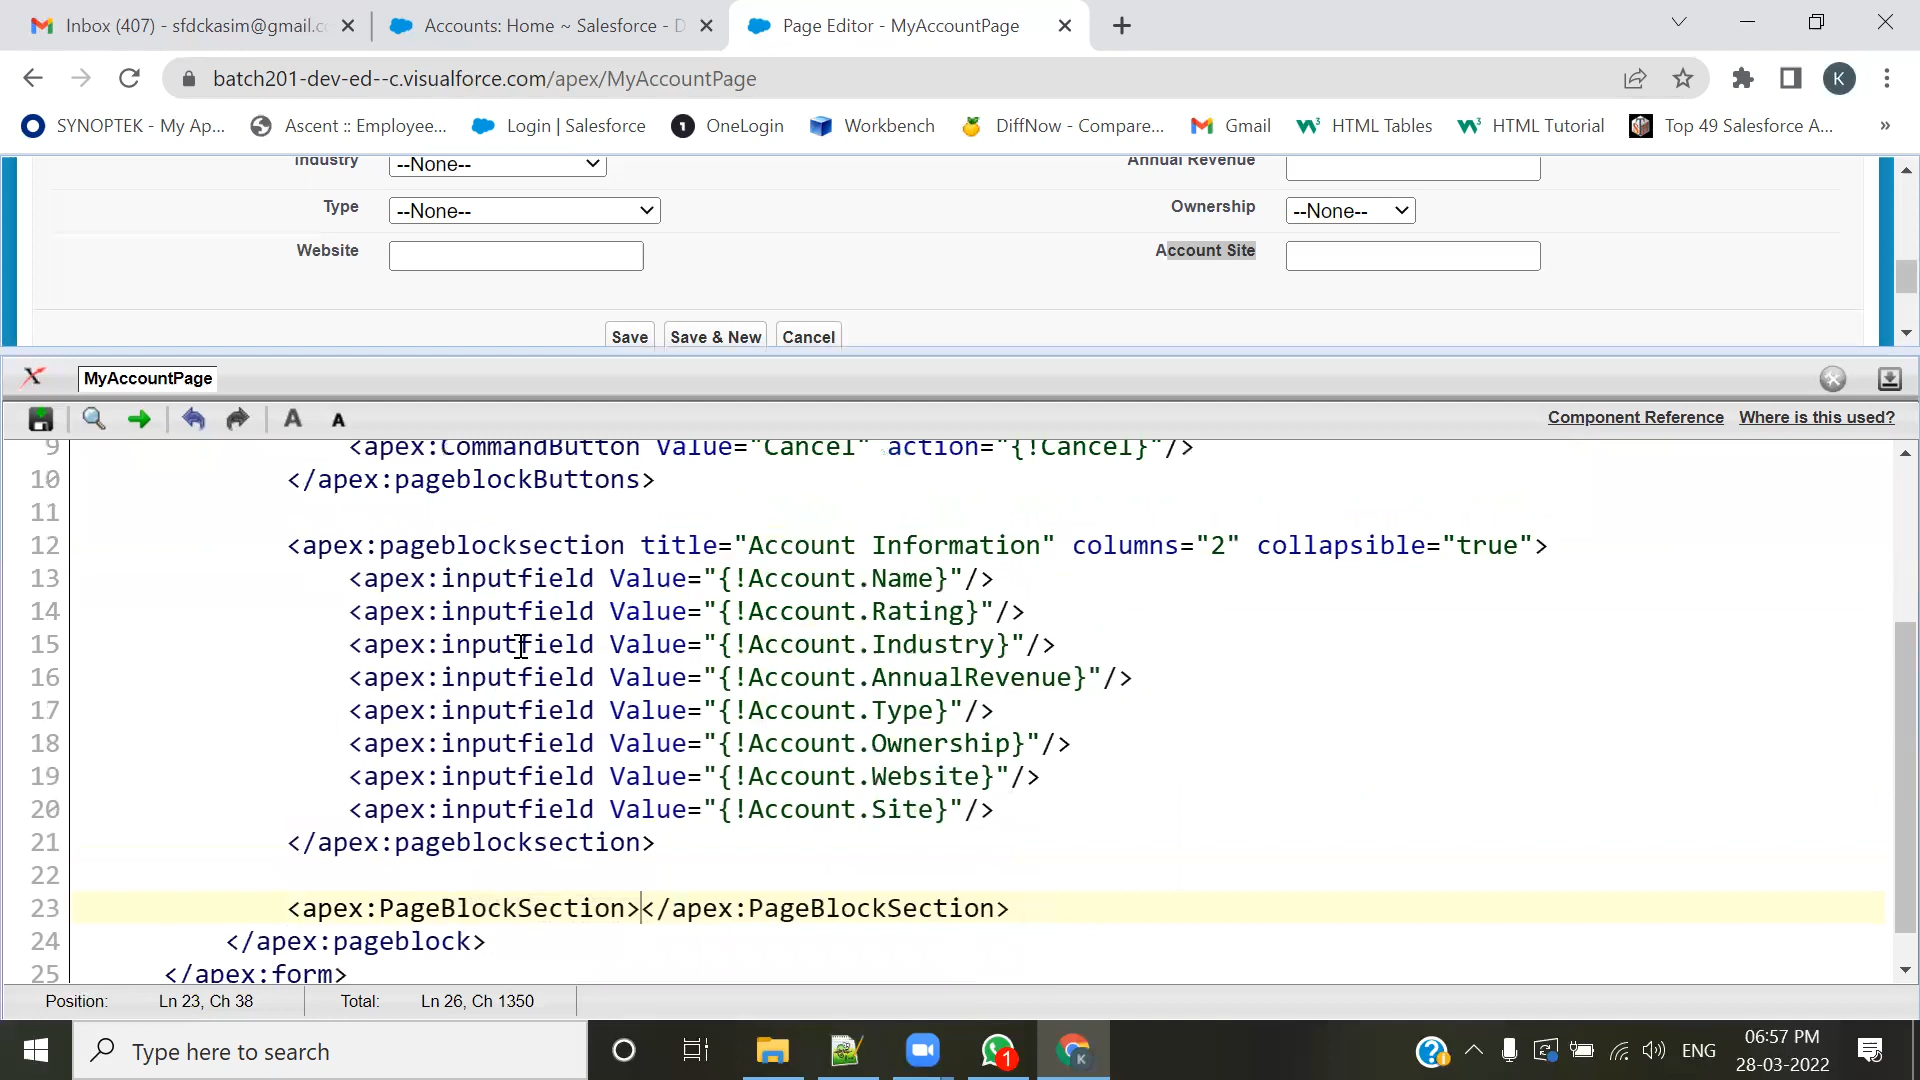 Inbox (407) - sfdckasim@gmail.c
Accounts: Home ~ Salesforce - D
Page Editor - MyAccountPage
batch201-dev-ed--c.visualforce.com/apex/MyAccountPage
K
SYNOPTEK - My Ap...
Ascent :: Employee...
Login | Salesforce
OneLogin
Workbench
DiffNow - Compare...
Gmail
HTML Tables
HTML Tutorial
Top 49 Salesforce A...
»
Industry --None-- Annual Revenue
Type --None-- Ownership --None--
Website Account Site
Save Save & New Cancel
MyAccountPage
A A Component Reference Where is this used?
9 <apex:CommandButton Value="Cancel" action="{!Cancel}"/>
10 </apex:pageblockButtons>
11
12 <apex:pageblocksection title="Account Information" columns="2" collapsible="true">
13 <apex:inputfield Value="{!Account.Name}"/>
14 <apex:inputfield Value="{!Account.Rating}"/>
15 <apex:inputfield Value="{!Account.Industry}"/>
16 <apex:inputfield Value="{!Account.AnnualRevenue}"/>
17 <apex:inputfield Value="{!Account.Type}"/>
18 <apex:inputfield Value="{!Account.Ownership}"/>
19 <apex:inputfield Value="{!Account.Website}"/>
20 <apex:inputfield Value="{!Account.Site}"/>
21 </apex:pageblocksection>
22
23 <apex:PageBlockSection></apex:PageBlockSection>
24 </apex:pageblock>
25 </apex:form>
Position: Ln 23, Ch 38 Total: Ln 26, Ch 1350
Type here to search
1
K
ENG
06:57 PM
28-03-2022